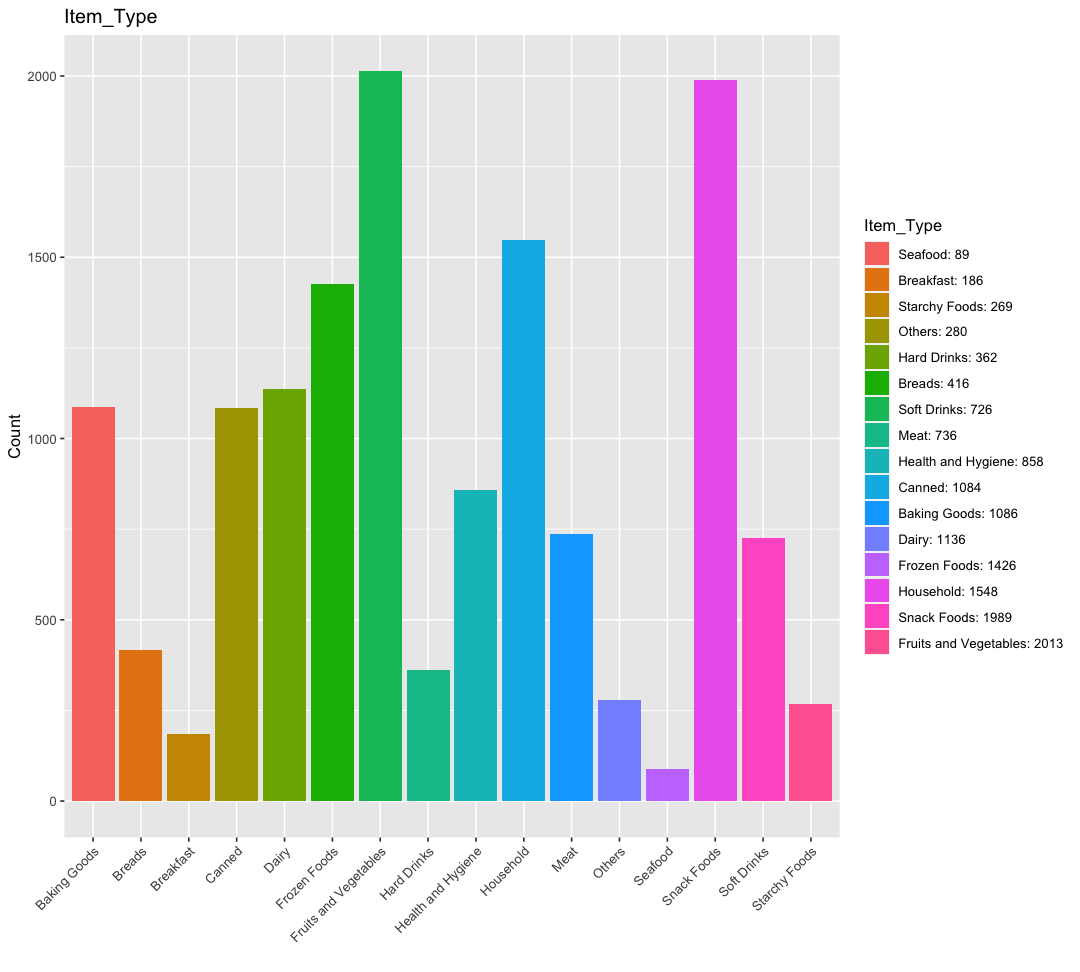 Item_Type
Count
2000
1500
1000
500
0
Baking Goods
Breads
Breakfast
Canned
Dairy
Frozen Foods
Fruits and Vegetables
Hard Drinks
Health and Hygiene
Household
Meat
Others
Seafood
Snack Foods
Soft Drinks
Starchy Foods
Item_Type
Seafood: 89
Breakfast: 186
Starchy Foods: 269
Others: 280
Hard Drinks: 362
Breads: 416
Soft Drinks: 726
Meat: 736
Health and Hygiene: 858
Canned: 1084
Baking Goods: 1086
Dairy: 1136
Frozen Foods: 1426
Household: 1548
Snack Foods: 1989
Fruits and Vegetables: 2013